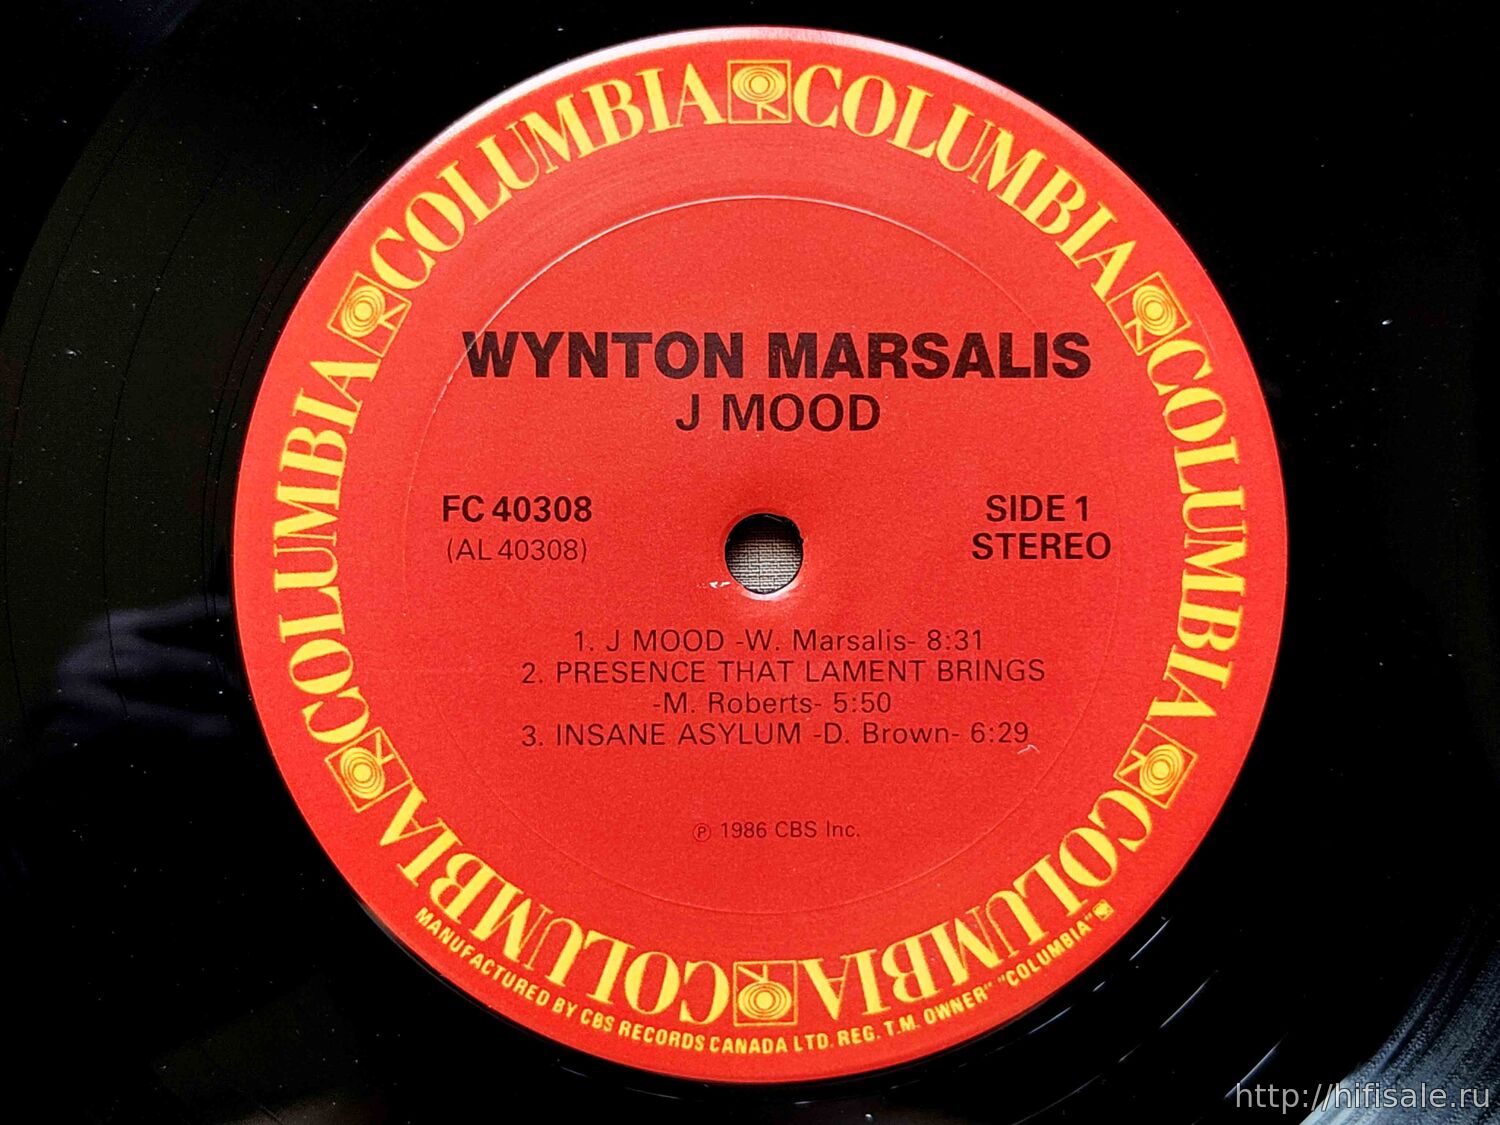 COLUMBIA COLUMBIA COLUMBIA COLUMBIA COLUMBIA COLUMBIA
WYNTON MARSALIS
J MOOD
FC 40308
(AL 40308)
SIDE 1
STEREO
1. J MOOD -W. Marsalis- 8:31
2. PRESENCE THAT LAMENT BRINGS
-M. Roberts- 5:50
3. INSANE ASYLUM -D. Brown- 6:29
℗ 1986 CBS Inc.
MANUFACTURED BY CBS RECORDS CANADA LTD. REG. T.M. OWNER" "COLUMBIA"
http://hifisale.ru